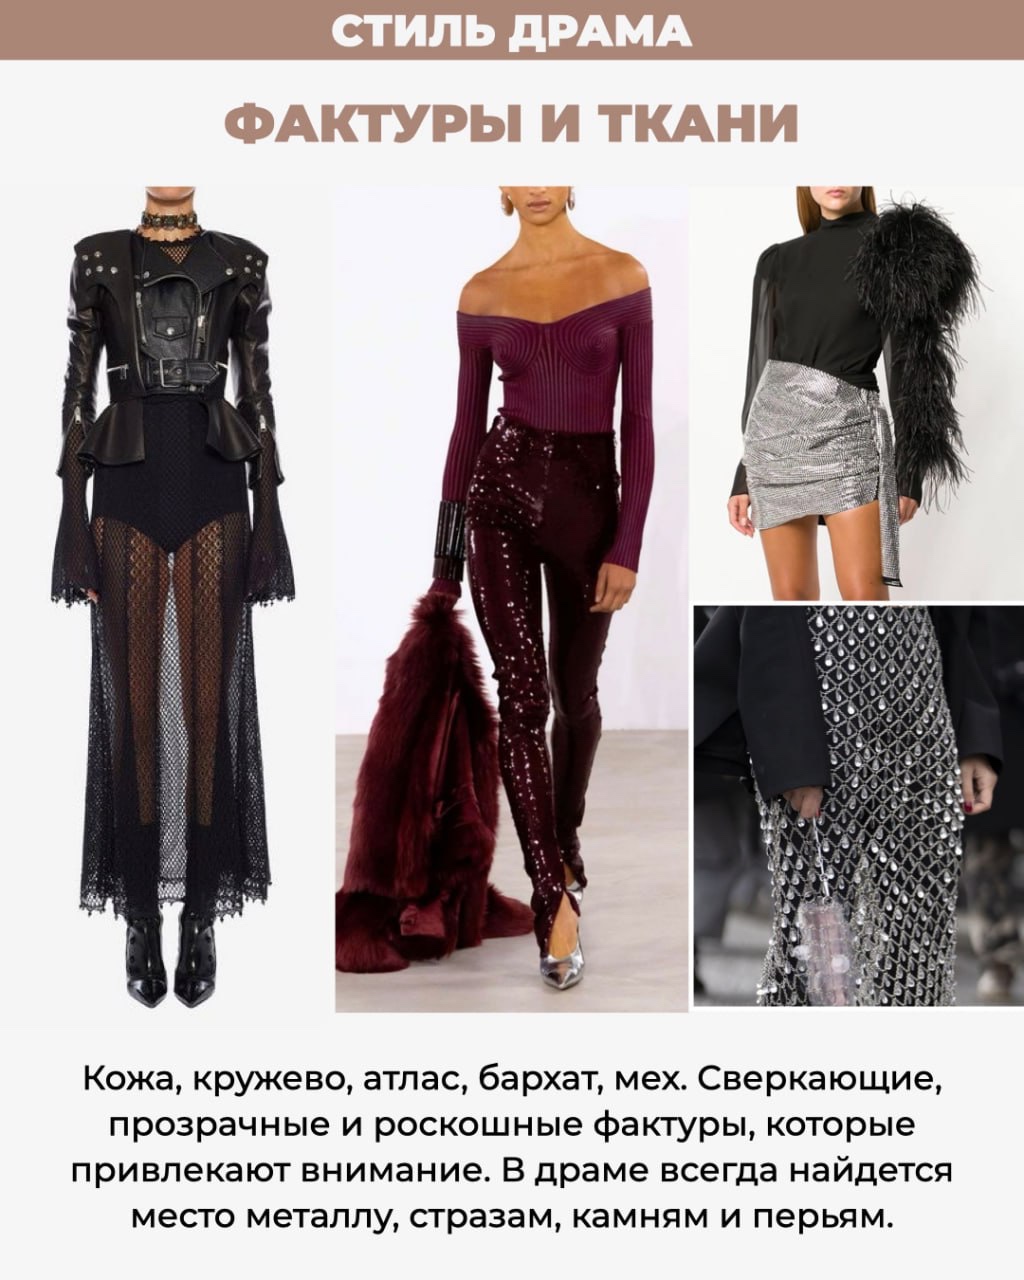 СТИЛЬ ДРАМА
ФАКТУРЫ И ТКАНИ
Кожа, кружево, атлас, бархат, мех. Сверкающие,
прозрачные и роскошные фактуры, которые
привлекают внимание. В драме всегда найдется
место металлу, стразам, камням и перьям.